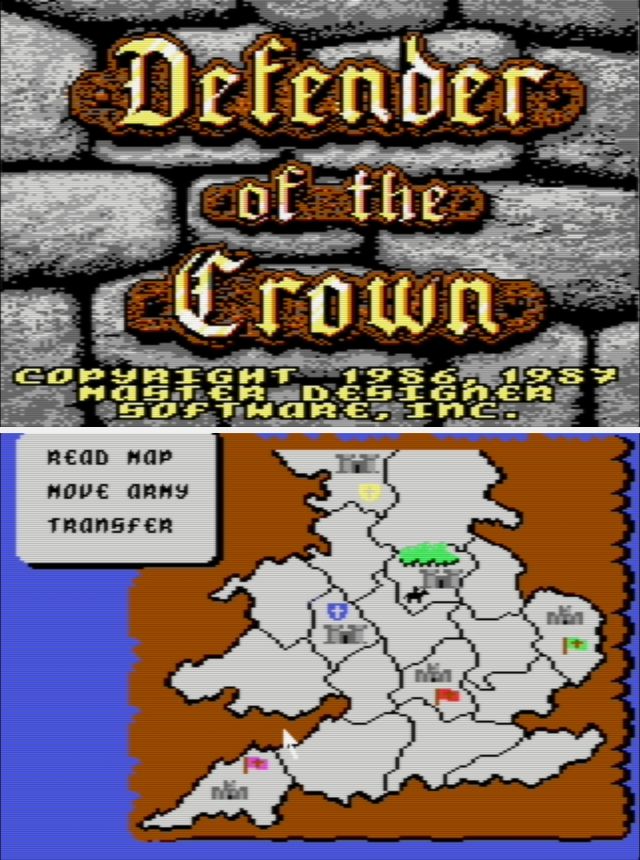 Defender
of the
Crown
COPYRIGHT 1986, 1987
MASTER DESIGNER
SOFTWARE, INC.
READ MAP
MOVE ARMY
TRANSFER